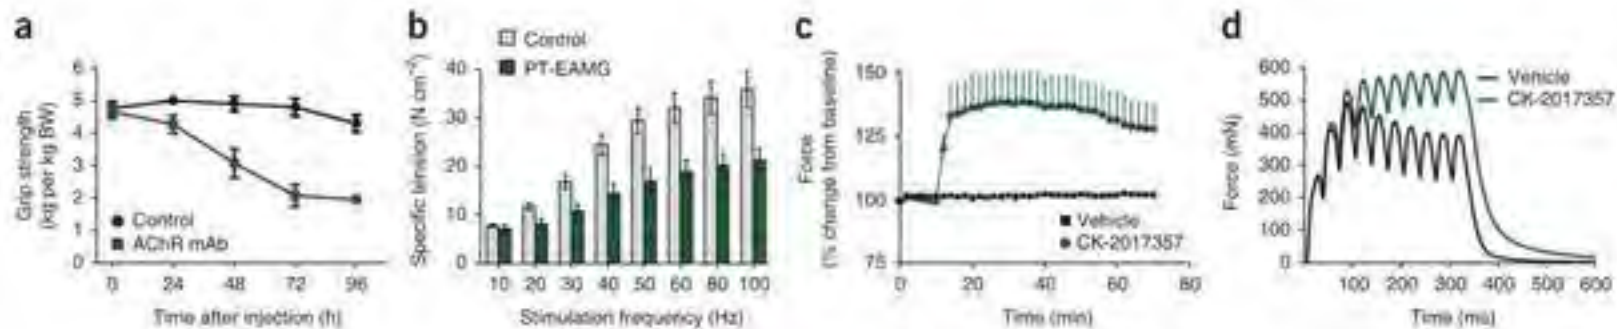 a
Grip strength
(kg per kg BW)
6
5
4
3
2
1
0
Control
AChR mAb
0 24 48 72 96
Time after injection (h)
b
Specific tension (N cm⁻²)
Control
PT-EAMG
40
30
20
10
0
10 20 30 40 50 60 80 100
Stimulation frequency (Hz)
c
Force
(% change from baseline)
150
125
100
75
Vehicle
CK-2017357
0 20 40 60 80
Time (min)
d
Force (mN)
600
500
400
300
200
100
0
Vehicle
CK-2017357
100 200 300 400 500 600
Time (ms)